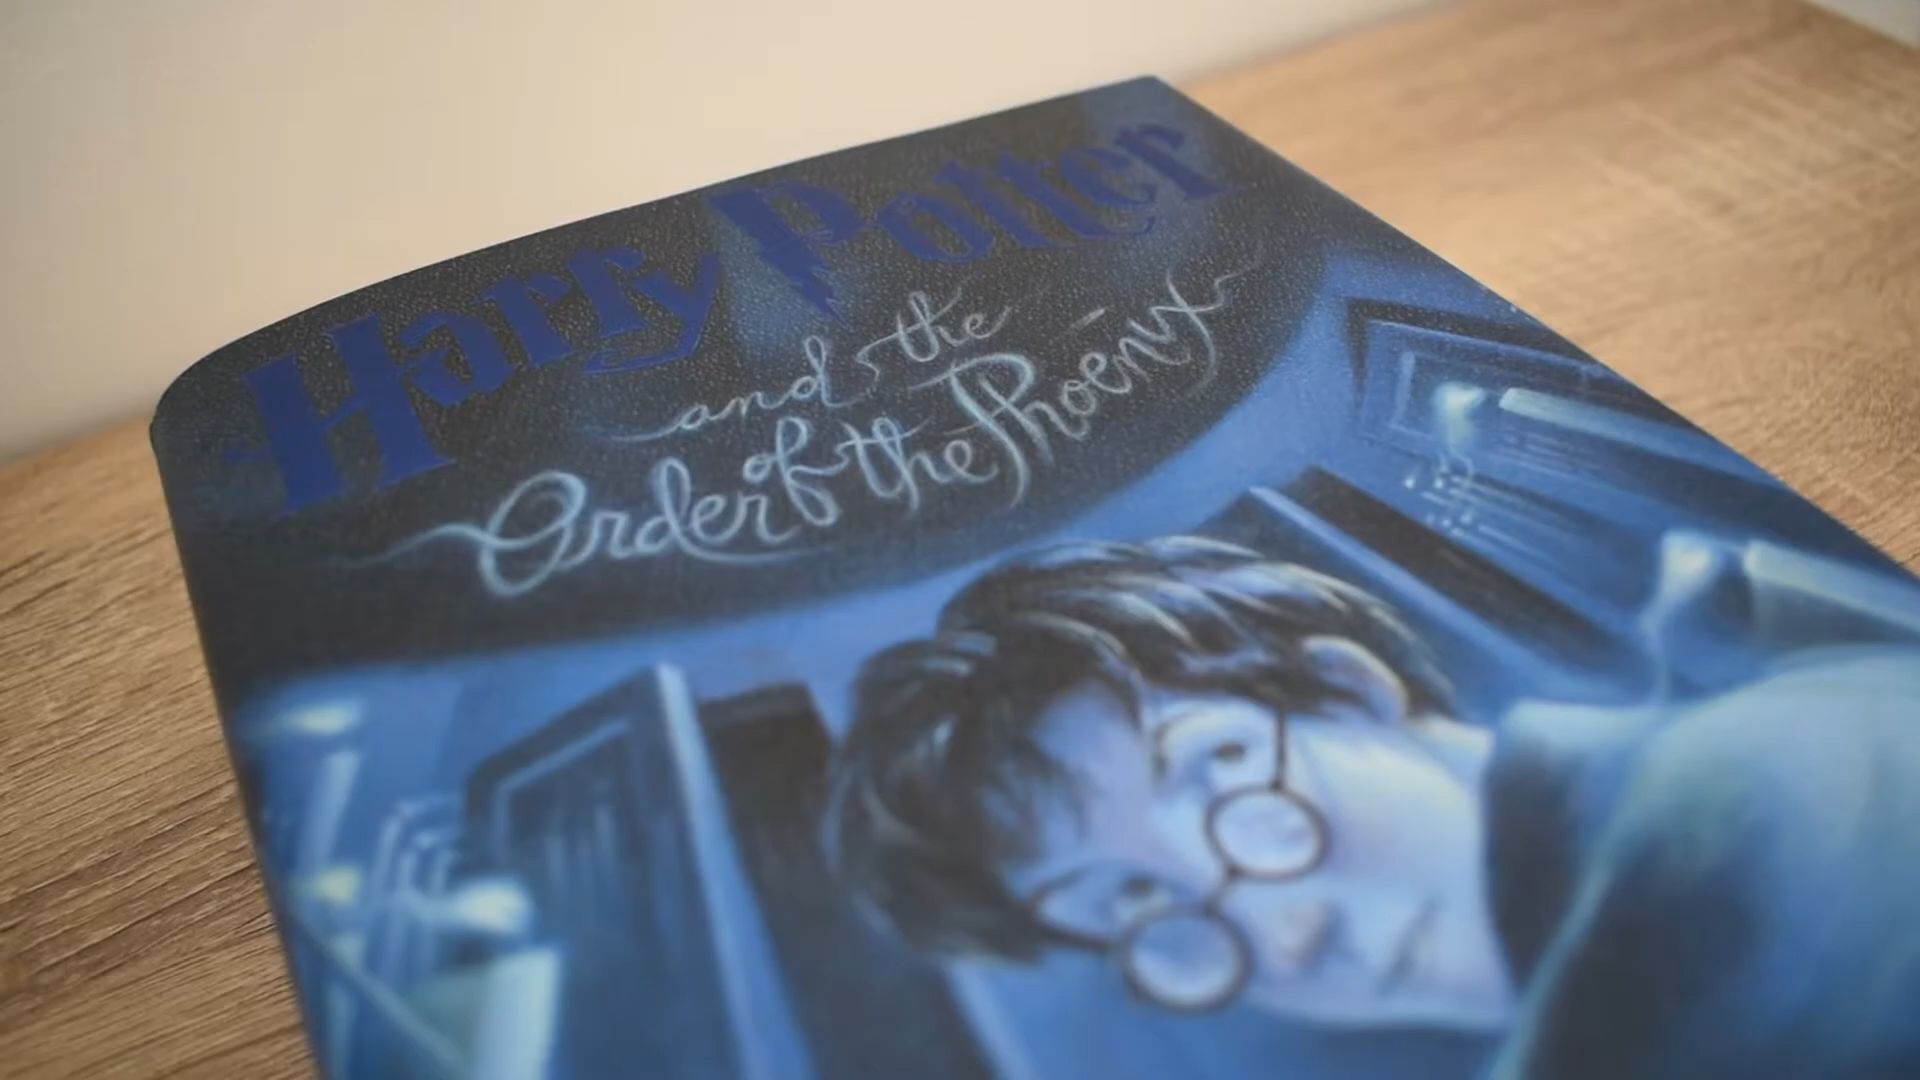 Harry Potter
and the
Order of the Phoenix